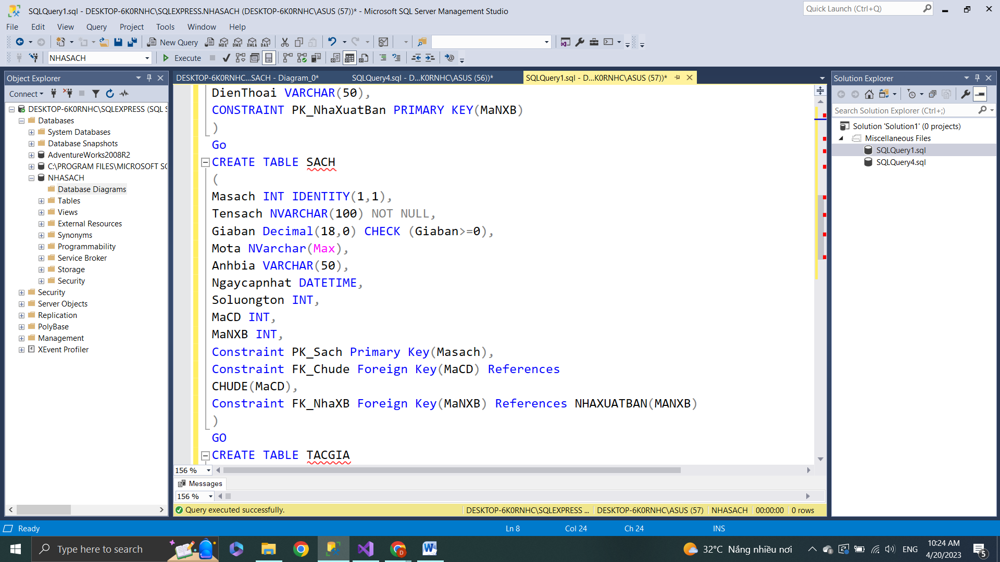 SQLQuery1.sql - DESKTOP-6K0RNHC\SQLEXPRESS.NHASACH (DESKTOP-6K0RNHC\ASUS (57))* - Microsoft SQL Server Management Studio
Quick Launch (Ctrl+Q)
File Edit View Query Project Tools Window Help
New Query
MDX DMX XMLA DAX
NHASACH
Execute
Object Explorer
Connect
DESKTOP-6K0RNHC\SQLEXPRESS (SQL S
Databases
System Databases
Database Snapshots
AdventureWorks2008R2
C:\PROGRAM FILES\MICROSOFT SQ
NHASACH
Database Diagrams
Tables
Views
External Resources
Synonyms
Programmability
Service Broker
Storage
Security
Security
Server Objects
Replication
PolyBase
Management
XEvent Profiler
DESKTOP-6K0RNHC...SACH - Diagram_0*
SQLQuery4.sql - D...K0RNHC\ASUS (56))*
SQLQuery1.sql - D...K0RNHC\ASUS (57))*
DienThoai VARCHAR(50),
CONSTRAINT PK_NhaXuatBan PRIMARY KEY(MaNXB)
)
Go
CREATE TABLE SACH
(
Masach INT IDENTITY(1,1),
Tensach NVARCHAR(100) NOT NULL,
Giaban Decimal(18,0) CHECK (Giaban>=0),
Mota NVarchar(Max),
Anhbia VARCHAR(50),
Ngaycapnhat DATETIME,
Soluongton INT,
MaCD INT,
MaNXB INT,
Constraint PK_Sach Primary Key(Masach),
Constraint FK_Chude Foreign Key(MaCD) References
CHUDE(MaCD),
Constraint FK_NhaXB Foreign Key(MaNXB) References NHAXUATBAN(MANXB)
)
GO
CREATE TABLE TACGIA
156 %
Messages
156 %
Query executed successfully.
DESKTOP-6K0RNHC\SQLEXPRESS ...
DESKTOP-6K0RNHC\ASUS (57)
NHASACH
00:00:00
0 rows
Solution Explorer
Search Solution Explorer (Ctrl+;)
Solution 'Solution1' (0 projects)
Miscellaneous Files
SQLQuery1.sql
SQLQuery4.sql
Ready
Ln 8
Col 24
Ch 24
INS
Type here to search
32°C Nắng nhiều nơi
ENG
10:24 AM
4/20/2023
5